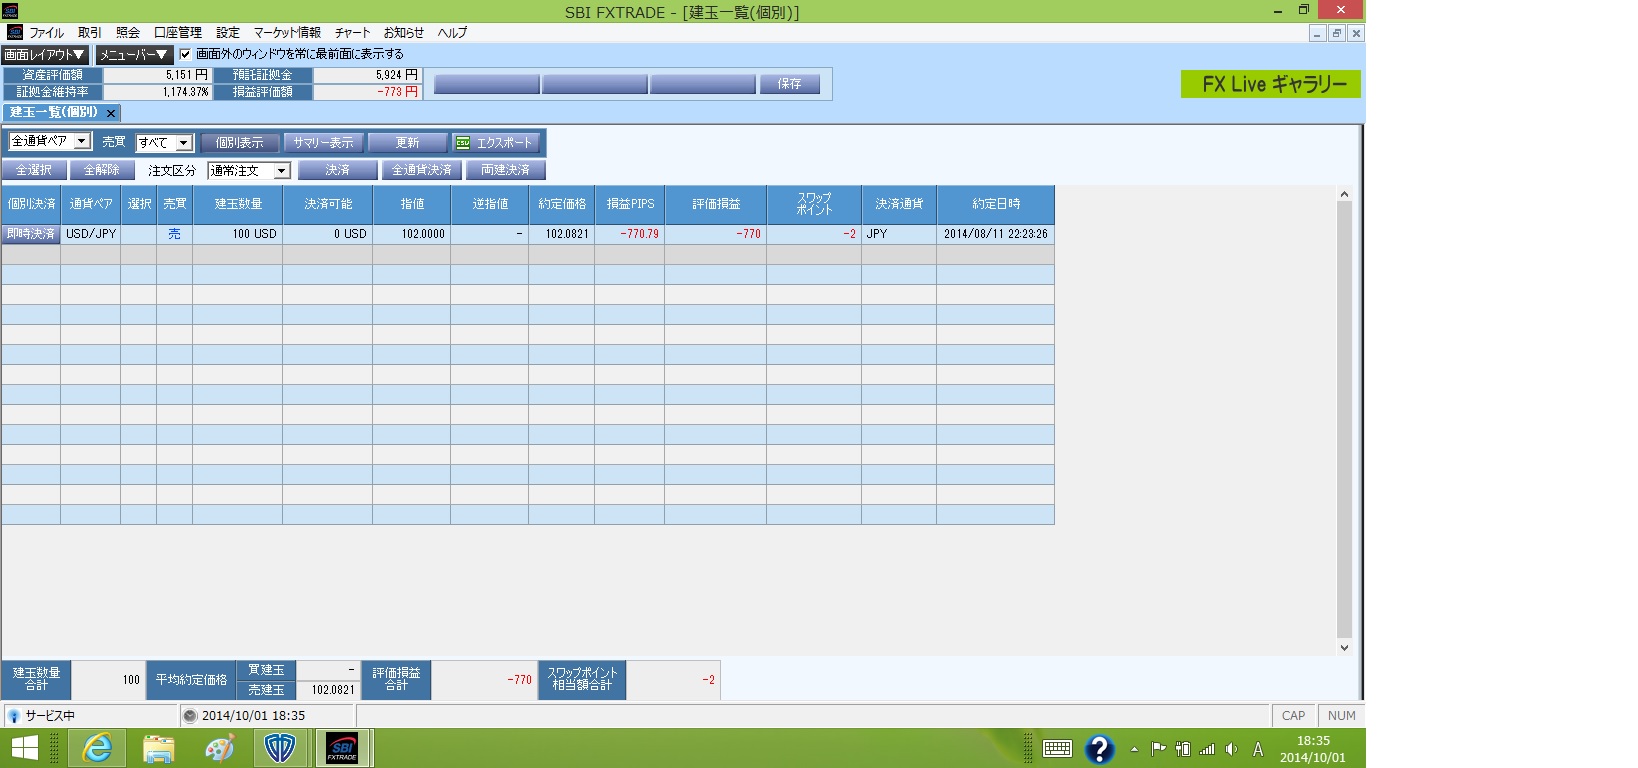 SBI FXTRADE - [建玉一覧(個別)]
ファイル 取引 照会 口座管理 設定 マーケット情報 チャート お知らせ ヘルプ
画面レイアウト▼ メニューバー▼ 画面外のウィンドウを常に最前面に表示する
資産評価額 5,151 円 預託証拠金 5,924 円
証拠金維持率 1,174.37% 損益評価額 -773 円
保存
FX Live ギャラリー
建玉一覧(個別) ×
全通貨ペア 売買 すべて 個別表示 サマリー表示 更新 CSV エクスポート
全選択 全解除 注文区分 通常注文 決済 全通貨決済 両建決済
個別決済 通貨ペア 選択 売買 建玉数量 決済可能 指値 逆指値 約定価格 損益PIPS 評価損益 スワップポイント 決済通貨 約定日時
即時決済 USD/JPY 売 100 USD 0 USD 102.0000 - 102.0821 -770.79 -770 -2 JPY 2014/08/11 22:23:26
建玉数量合計 100 平均約定価格 買建玉 - 評価損益合計 -770 スワップポイント相当額合計 -2
売建玉 102.0821
サービス中 2014/10/01 18:35 CAP NUM
SBI
FXTRADE
A
18:35
2014/10/01